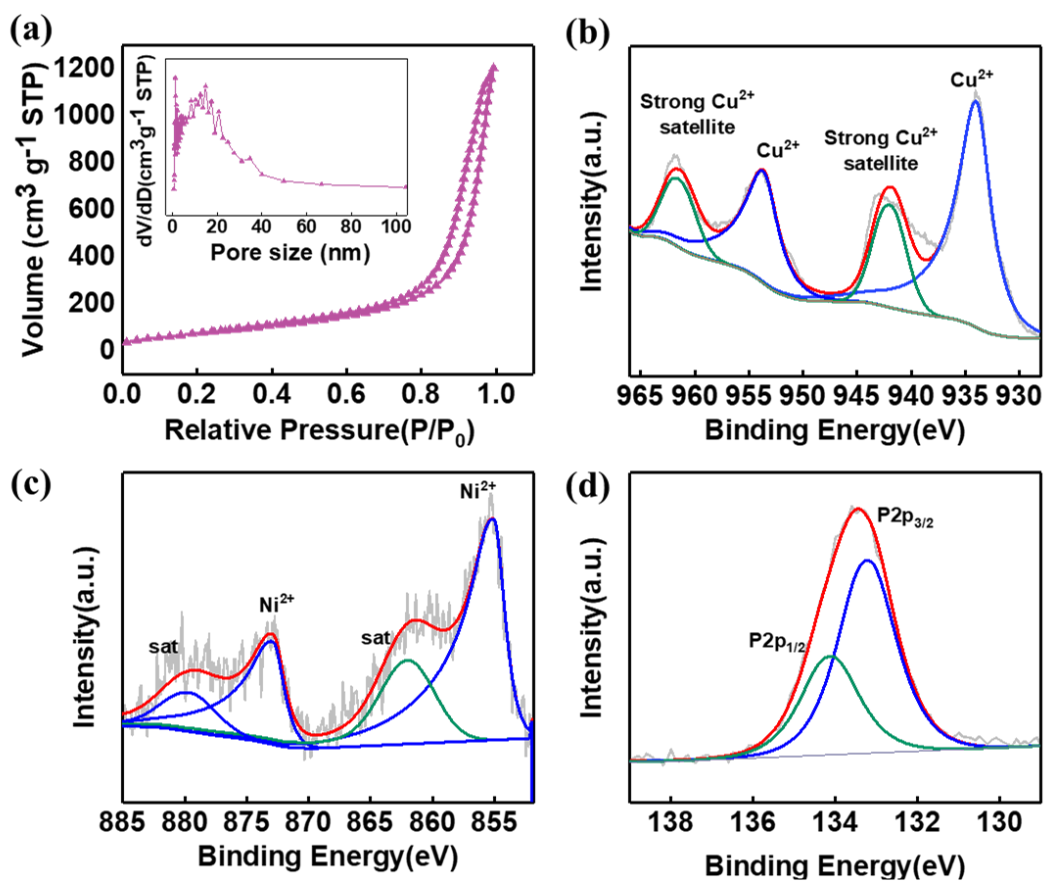 (a)
Volume (cm³ g⁻¹ STP)
1200
1000
800
600
400
200
0
0.0 0.2 0.4 0.6 0.8 1.0
Relative Pressure(P/P₀)
dV/dD(cm³g⁻¹ STP)
0 20 40 60 80 100
Pore size (nm)
(b)
Intensity(a.u.)
Strong Cu²⁺
satellite
Cu²⁺
Strong Cu²⁺
satellite
Cu²⁺
965 960 955 950 945 940 935 930
Binding Energy(eV)
(c)
Intensity(a.u.)
sat
Ni²⁺
sat
Ni²⁺
885 880 875 870 865 860 855
Binding Energy(eV)
(d)
Intensity(a.u.)
P2p₁/₂
P2p₃/₂
138 136 134 132 130
Binding Energy(eV)